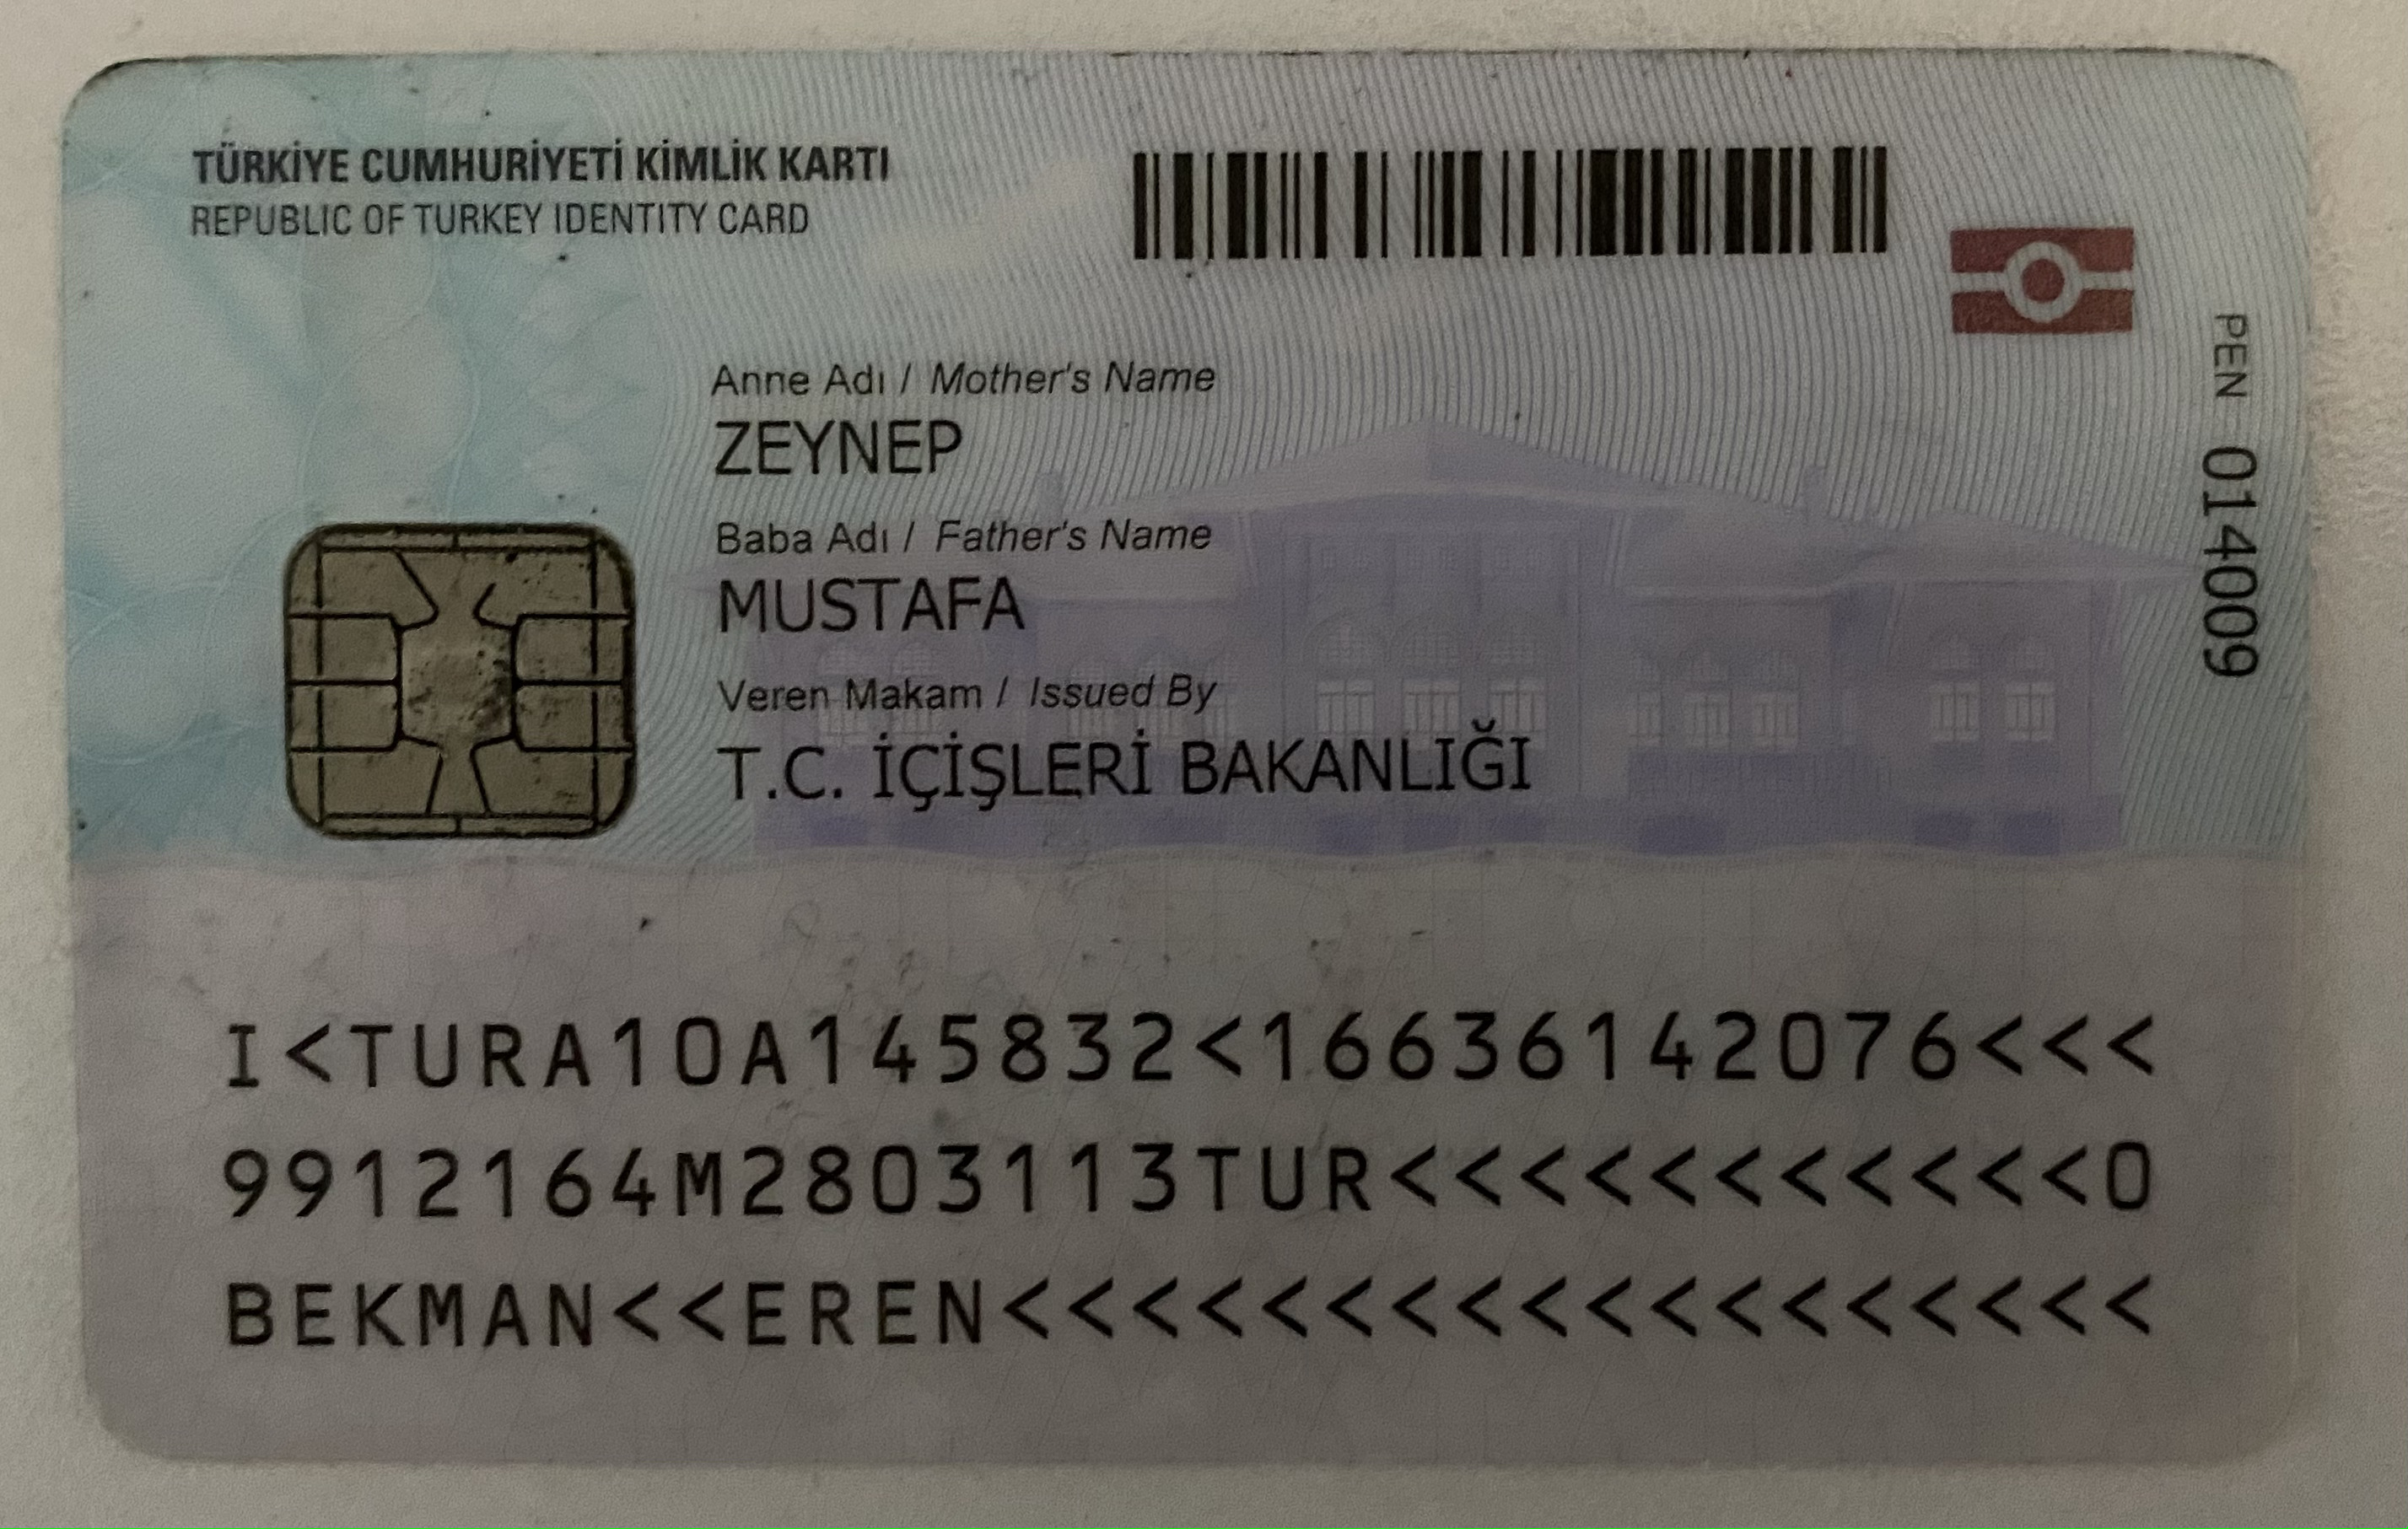 TÜRKİYE CUMHURİYETİ KİMLİK KARTI
REPUBLIC OF TURKEY IDENTITY CARD
Anne Adı / Mother's Name
ZEYNEP
Baba Adı / Father's Name
MUSTAFA
Veren Makam / Issued By
T.C. İÇİŞLERİ BAKANLIĞI
PEN 014009
I<TURA10A145832<16636142076<<<
9912164M2803113TUR<<<<<<<<<<<0
BEKMAN<<EREN<<<<<<<<<<<<<<<<<<